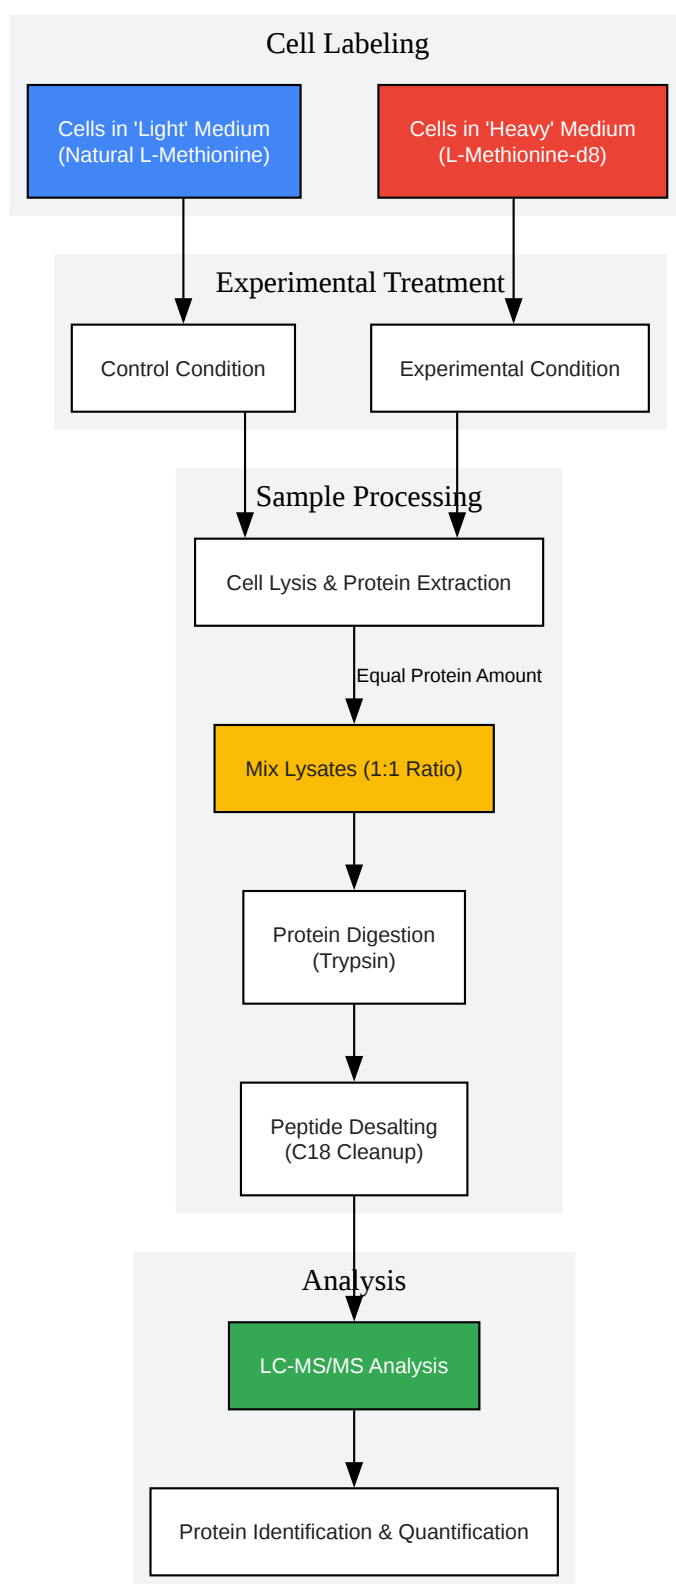 Cell Labeling
Cells in 'Light' Medium
(Natural L-Methionine)
Cells in 'Heavy' Medium
(L-Methionine-d8)
Experimental Treatment
Control Condition
Experimental Condition
Sample Processing
Cell Lysis & Protein Extraction
Equal Protein Amount
Mix Lysates (1:1 Ratio)
Protein Digestion
(Trypsin)
Peptide Desalting
(C18 Cleanup)
Analysis
LC-MS/MS Analysis
Protein Identification & Quantification